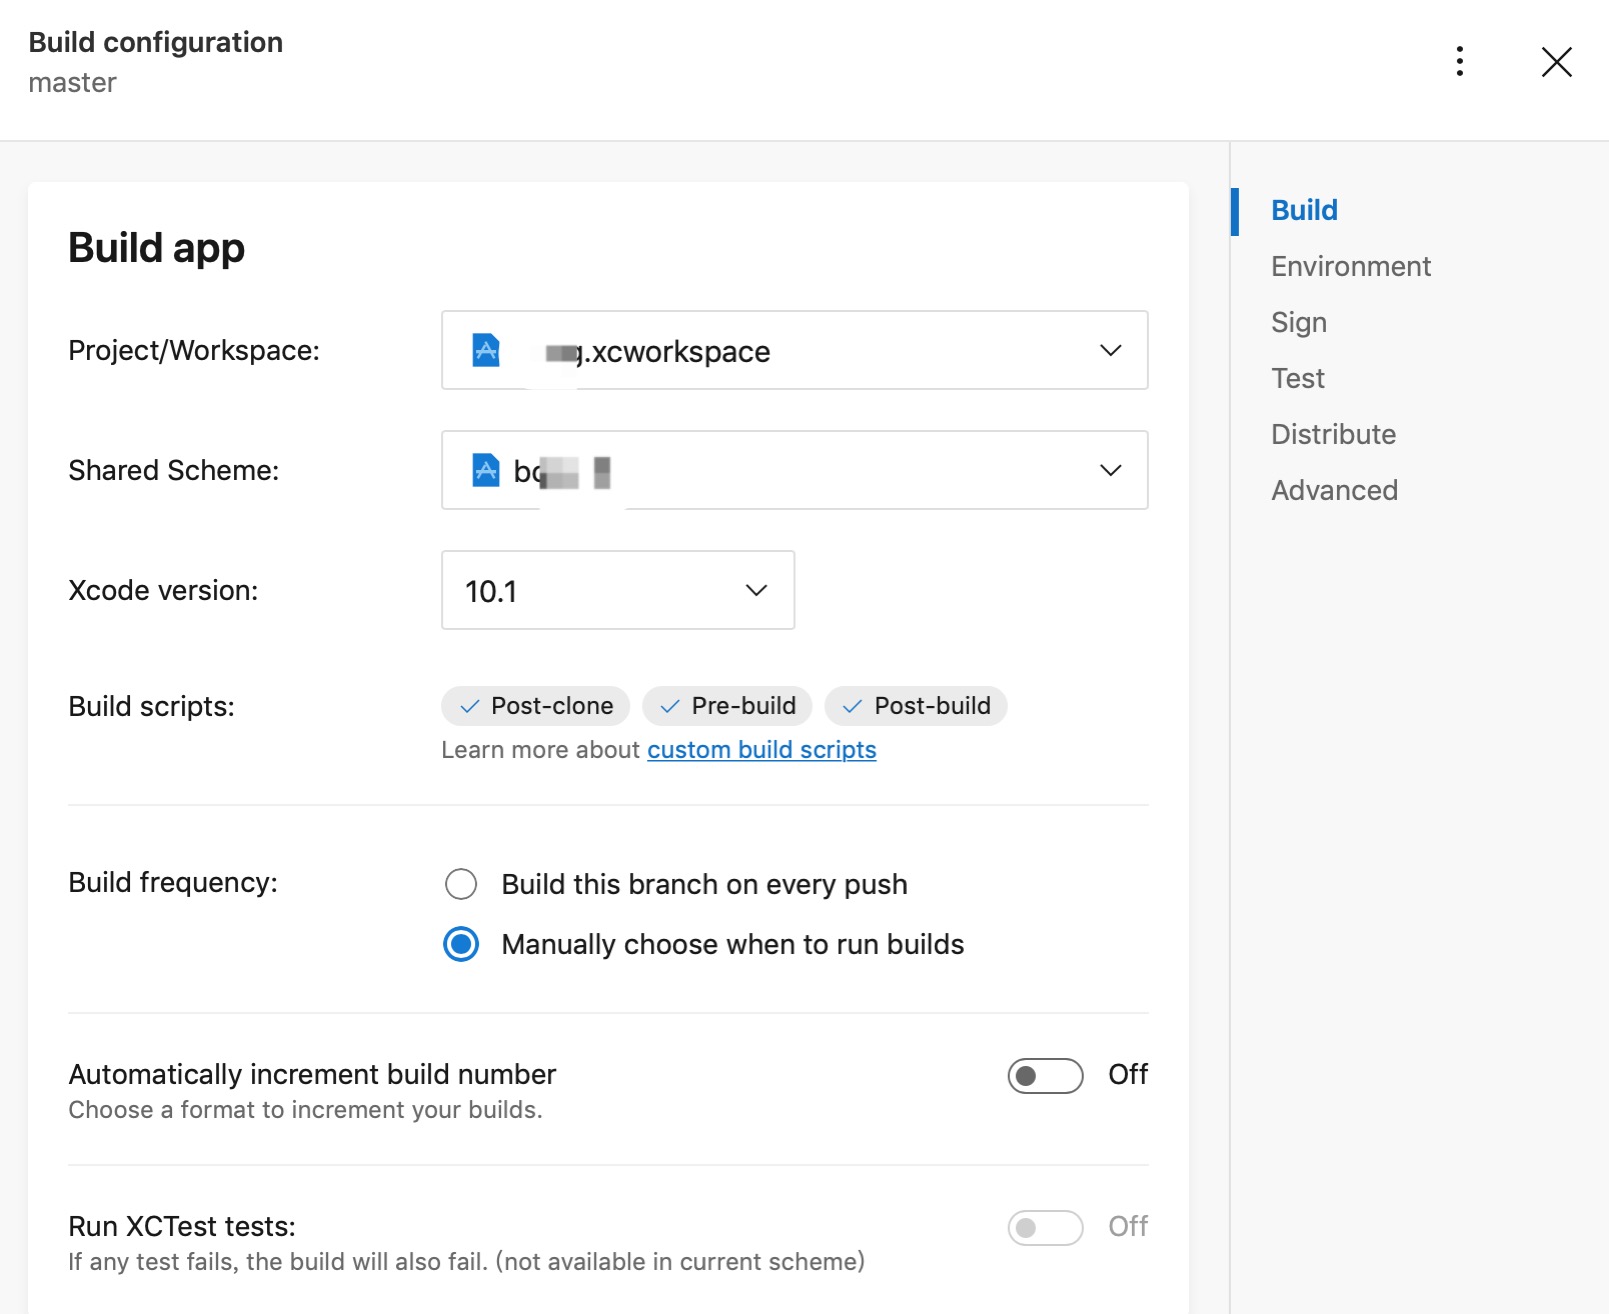 Build configuration
master
Build app
Project/Workspace:
g.xcworkspace
Shared Scheme:
Xcode version:
10.1
Build scripts:
Post-clone Pre-build Post-build
Learn more about custom build scripts
Build frequency:
Build this branch on every push
Manually choose when to run builds
Automatically increment build number
Off
Choose a format to increment your builds.
Run XCTest tests:
Off
If any test fails, the build will also fail. (not available in current scheme)
Build
Environment
Sign
Test
Distribute
Advanced